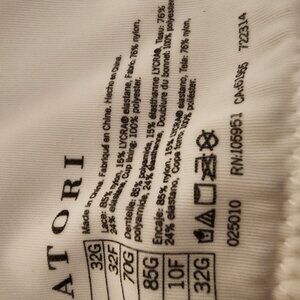 ATORI
32G
32F
70G
85G
10F
32G
Made in China. Fabriqué en Chine. Hecho en China.
Lace: 85% nylon, 15% LYCRA® elastane, Fabric: 76% nylon,
24% elastane, Cup lining: 100% polyester.
Dentelle: 85% polyamide, 15% élasthanne LYCRA®, Tissu: 76%
polyamide, 24% élasthanne, Doublure du bonnet: 100% polyester.
Encaje: 85% nylon, 15% LYCRA® elastano, Tela: 76% nylon,
24% elastano, Copa forro: 100% poliéster.
025010
R/N:105951
CA:
722314